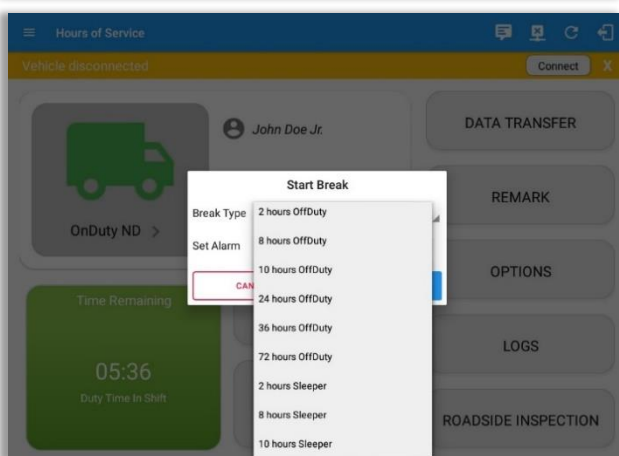 Hours of Service
Vehicle disconnected
Connect
X
John Doe Jr.
OnDuty ND >
DATA TRANSFER
REMARK
OPTIONS
LOGS
ROADSIDE INSPECTION
Start Break
Break Type
Set Alarm
CAN
2 hours OffDuty
8 hours OffDuty
10 hours OffDuty
24 hours OffDuty
36 hours OffDuty
72 hours OffDuty
2 hours Sleeper
8 hours Sleeper
10 hours Sleeper
Time Remaining
05:36
Duty Time In Shift